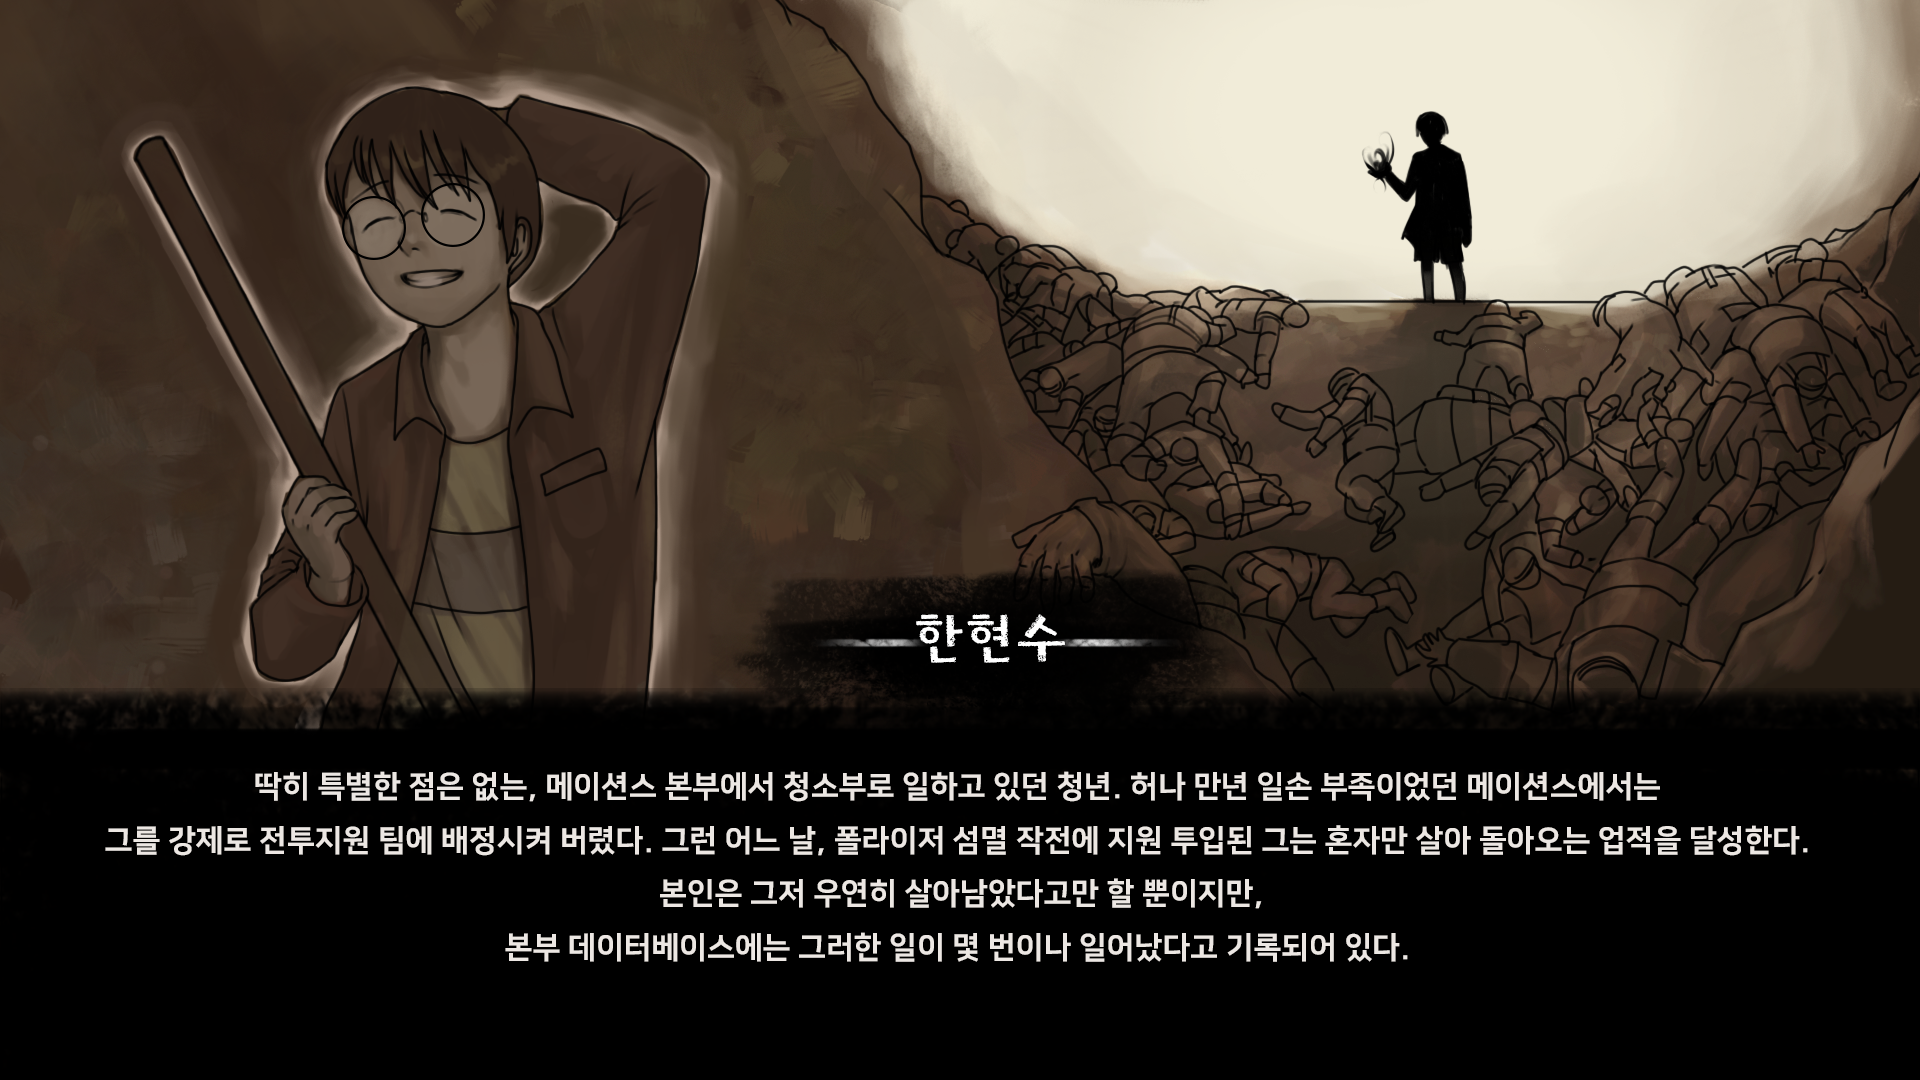 한현수
딱히 특별한 점은 없는, 메이션스 본부에서 청소부로 일하고 있던 청년. 허나 만년 일손 부족이었던 메이션스에서는
그를 강제로 전투지원 팀에 배정시켜 버렸다. 그런 어느 날, 폴라이저 섬멸 작전에 지원 투입된 그는 혼자만 살아 돌아오는 업적을 달성한다.
본인은 그저 우연히 살아남았다고만 할 뿐이지만,
본부 데이터베이스에는 그러한 일이 몇 번이나 일어났다고 기록되어 있다.